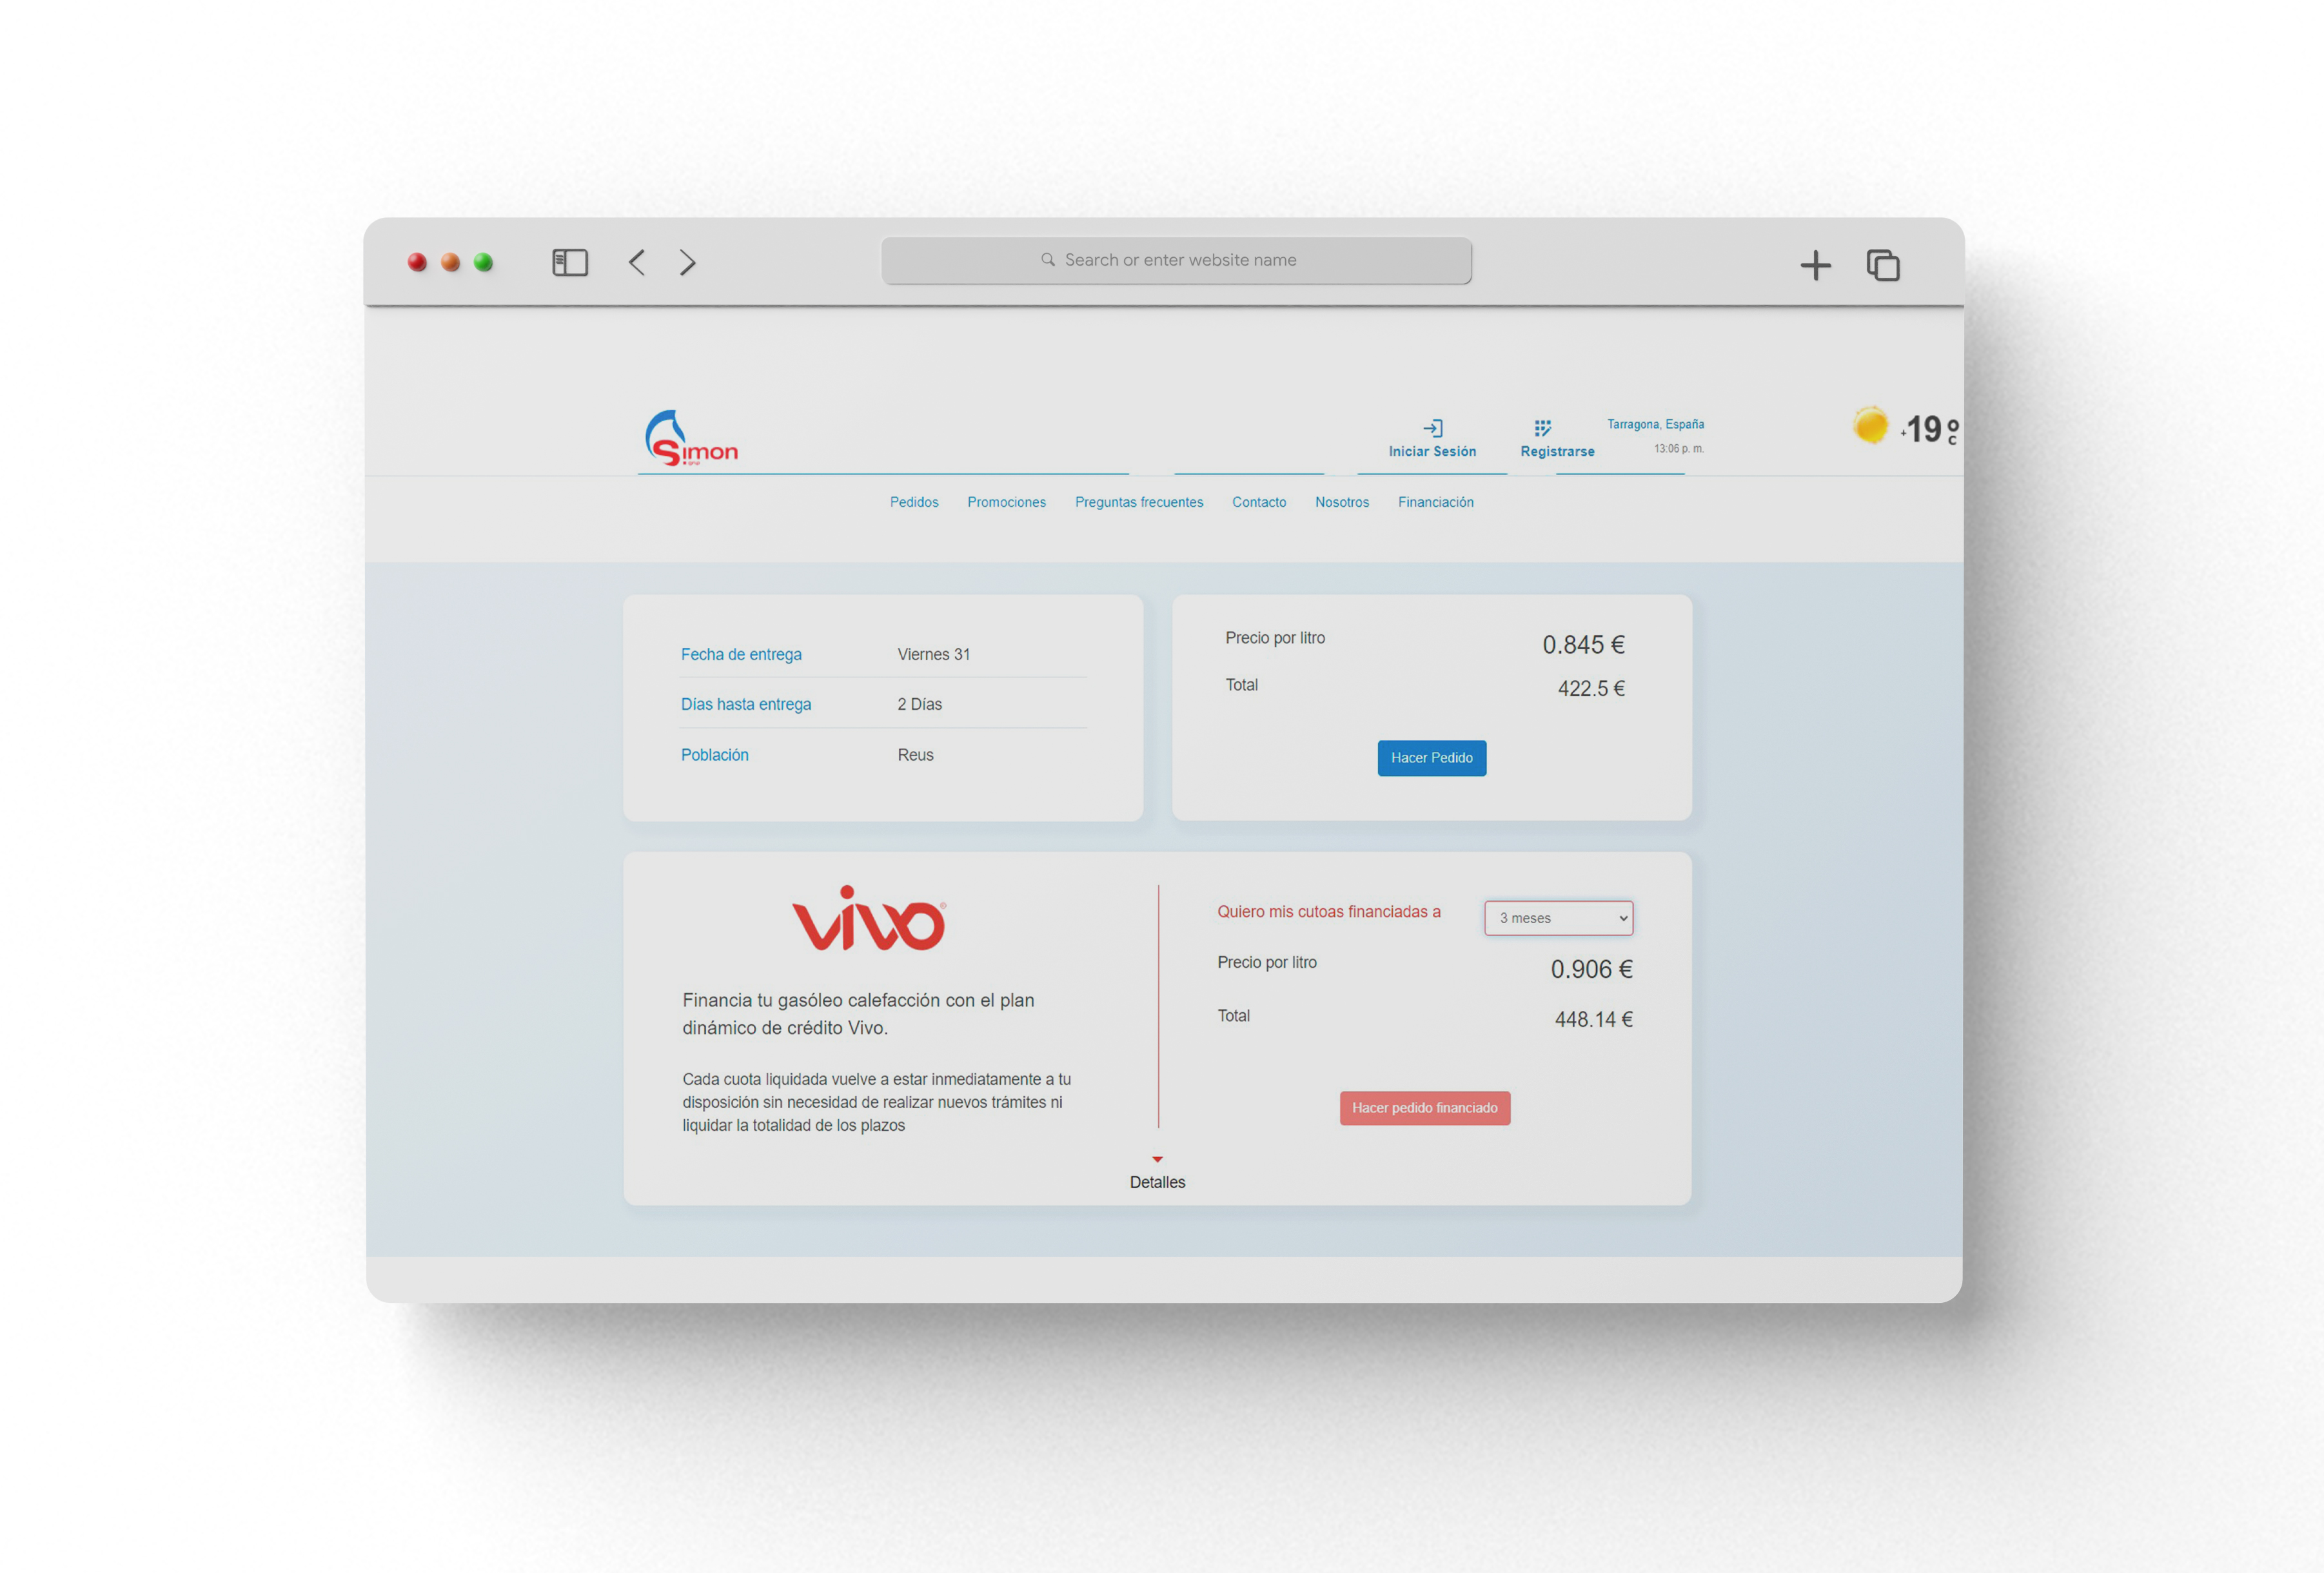 Search or enter website name
Simon
Iniciar Sesión
Registrarse
Tarragona, España
13:06 p. m.
+19 º C
Pedidos Promociones Preguntas frecuentes Contacto Nosotros Financiación
Fecha de entrega Viernes 31
Días hasta entrega 2 Días
Población Reus
Precio por litro 0.845 €
Total 422.5 €
Hacer Pedido
vivo®
Financia tu gasóleo calefacción con el plan
dinámico de crédito Vivo.
Cada cuota liquidada vuelve a estar inmediatamente a tu
disposición sin necesidad de realizar nuevos trámites ni
liquidar la totalidad de los plazos
Quiero mis cutoas financiadas a 3 meses
Precio por litro 0.906 €
Total 448.14 €
Hacer pedido financiado
Detalles